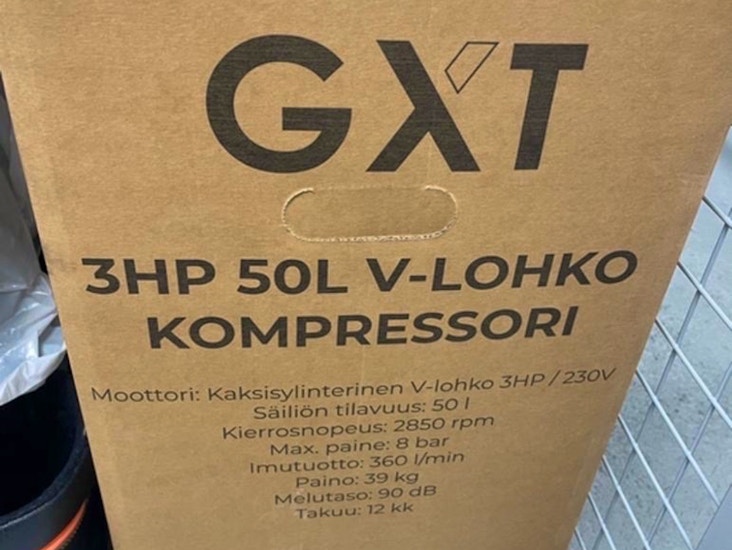 GXT
3HP 50L V-LOHKO
KOMPRESSORI
Moottori: Kaksisylinterinen V-lohko 3HP / 230V
Säiliön tilavuus: 50 l
Kierrosnopeus: 2850 rpm
Max. paine: 8 bar
Imutuotto: 360 l/min
Paino: 39 kg
Melutaso: 90 dB
Takuu: 12 kk